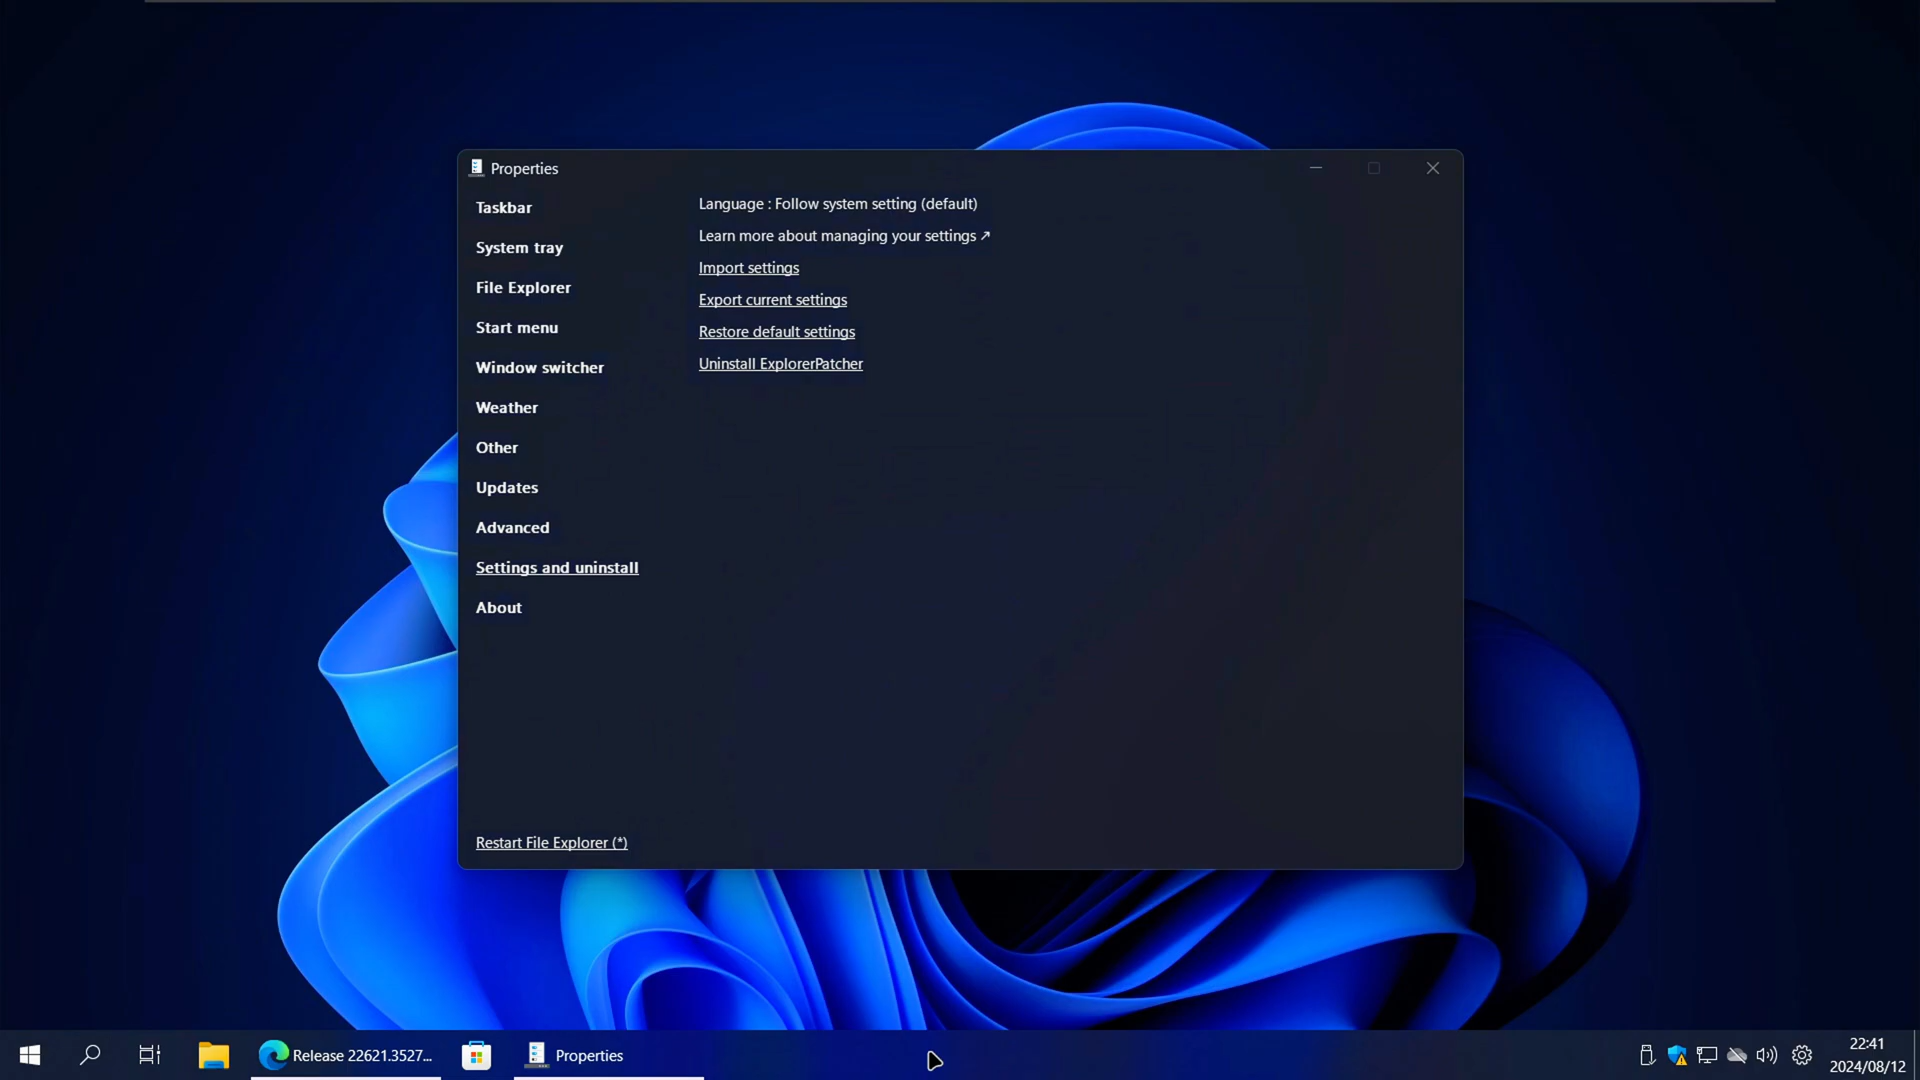 Properties
Taskbar
System tray
File Explorer
Start menu
Window switcher
Weather
Other
Updates
Advanced
Settings and uninstall
About
Restart File Explorer (*)
Language : Follow system setting (default)
Learn more about managing your settings ↗
Import settings
Export current settings
Restore default settings
Uninstall ExplorerPatcher
Release 22621.3527...
Properties
22:41
2024/08/12